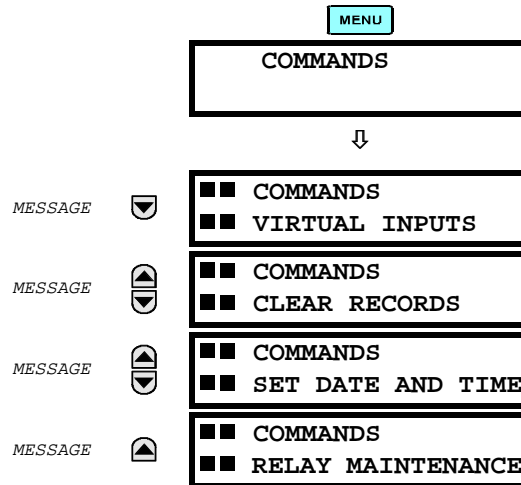 MENU
COMMANDS
MESSAGE
COMMANDS
VIRTUAL INPUTS
MESSAGE
COMMANDS
CLEAR RECORDS
MESSAGE
COMMANDS
SET DATE AND TIME
MESSAGE
COMMANDS
RELAY MAINTENANCE